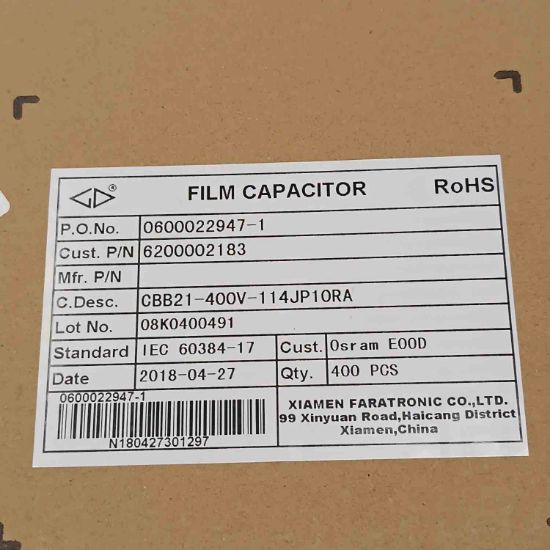 ® FILM CAPACITOR RoHS
P.O.No. 0600022947-1
Cust. P/N 6200002183
Mfr. P/N
C.Desc. CBB21-400V-114JP10RA
Lot No. 08K0400491
Standard IEC 60384-17 Cust. Osram EOOD
Date 2018-04-27 Qty. 400 PCS
0600022947-1
N180427301297
XIAMEN FARATRONIC CO.,LTD.
99 Xinyuan Road,Haicang District
Xiamen,China